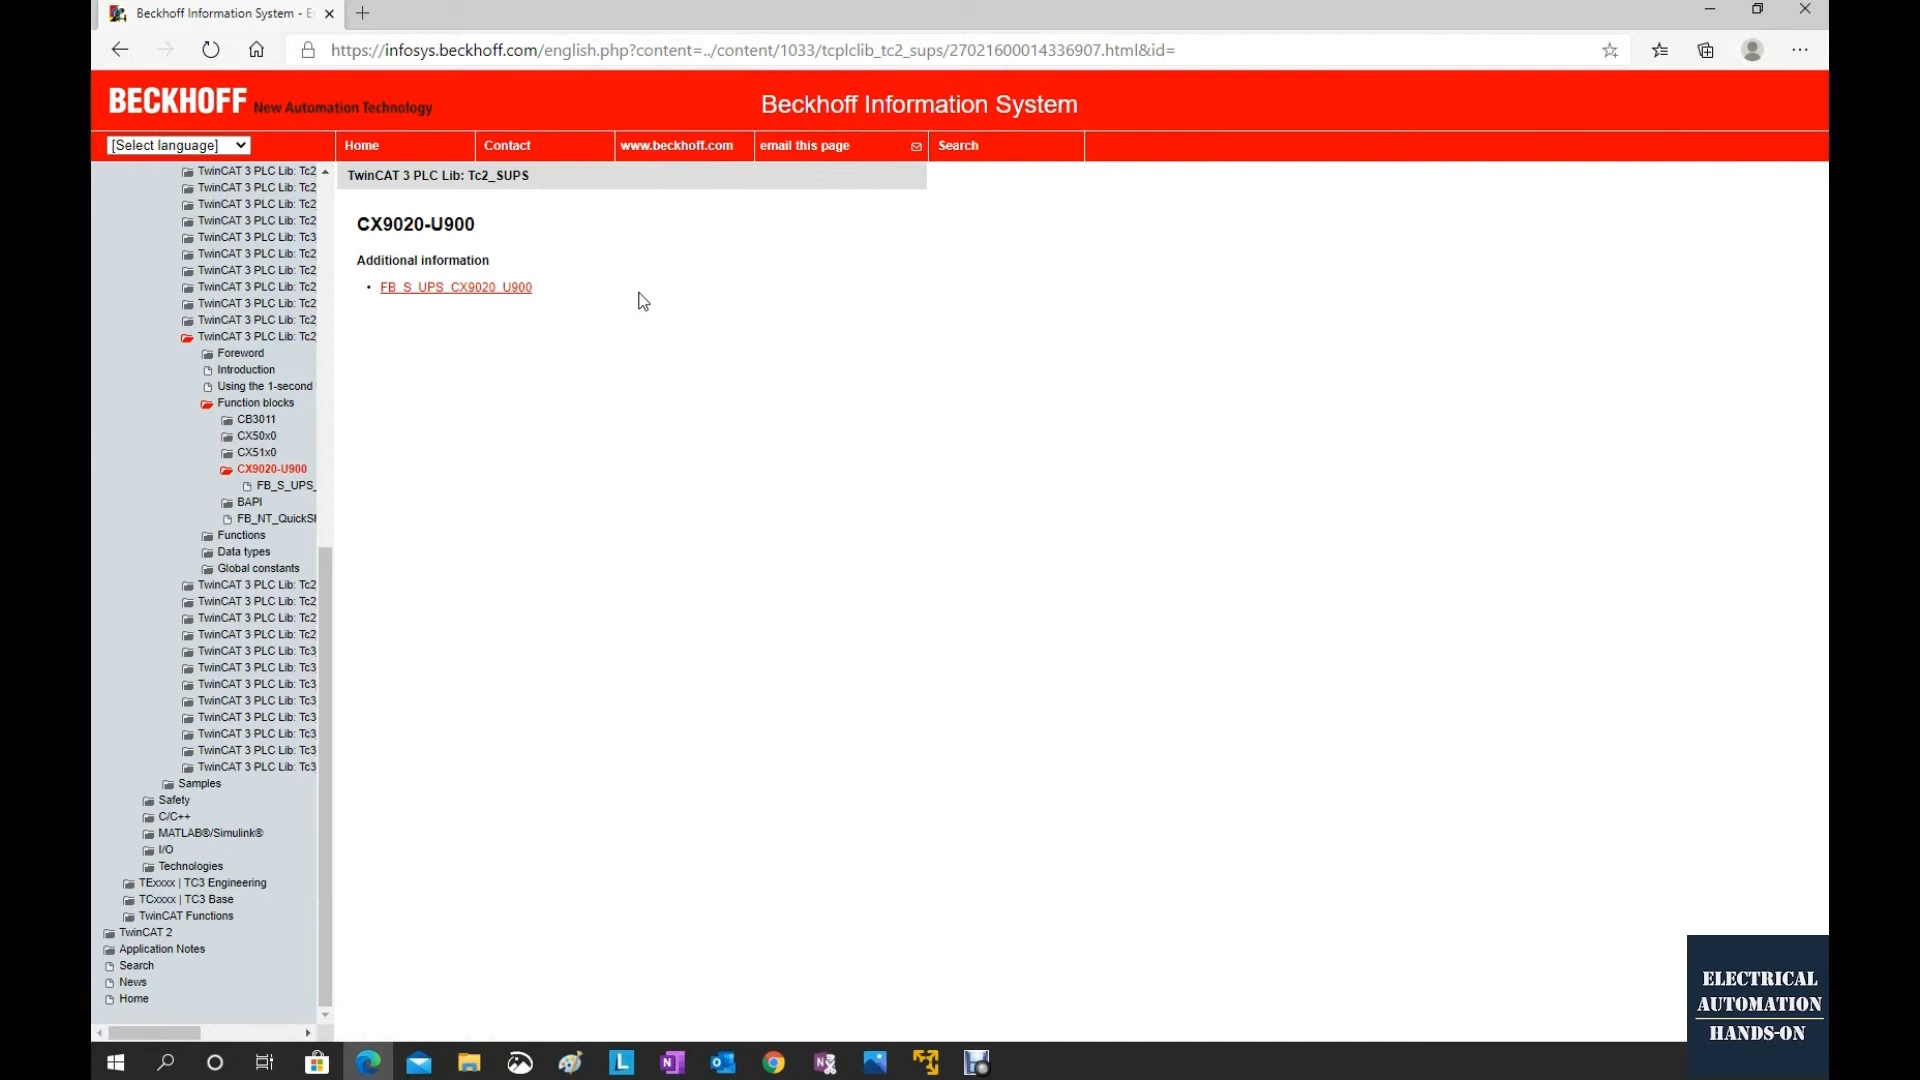 Beckhoff Information System - E
https://infosys.beckhoff.com/english.php?content=../content/1033/tcplclib_tc2_sups/27021600014336907.html&id=
BECKHOFF New Automation Technology
Beckhoff Information System
[Select language]
Home
Contact
www.beckhoff.com
email this page
Search
TwinCAT 3 PLC Lib: Tc2
TwinCAT 3 PLC Lib: Tc2
TwinCAT 3 PLC Lib: Tc2
TwinCAT 3 PLC Lib: Tc2
TwinCAT 3 PLC Lib: Tc3
TwinCAT 3 PLC Lib: Tc2
TwinCAT 3 PLC Lib: Tc2
TwinCAT 3 PLC Lib: Tc2
TwinCAT 3 PLC Lib: Tc2
TwinCAT 3 PLC Lib: Tc2
TwinCAT 3 PLC Lib: Tc2
Foreword
Introduction
Using the 1-second
Function blocks
CB3011
CX50x0
CX51x0
CX9020-U900
FB_S_UPS_
BAPI
FB_NT_QuickSh
Functions
Data types
Global constants
TwinCAT 3 PLC Lib: Tc2
TwinCAT 3 PLC Lib: Tc2
TwinCAT 3 PLC Lib: Tc2
TwinCAT 3 PLC Lib: Tc2
TwinCAT 3 PLC Lib: Tc3
TwinCAT 3 PLC Lib: Tc3
TwinCAT 3 PLC Lib: Tc3
TwinCAT 3 PLC Lib: Tc3
TwinCAT 3 PLC Lib: Tc3
TwinCAT 3 PLC Lib: Tc3
TwinCAT 3 PLC Lib: Tc3
TwinCAT 3 PLC Lib: Tc3
Samples
Safety
C/C++
MATLAB®/Simulink®
I/O
Technologies
TExxxx | TC3 Engineering
TCxxxx | TC3 Base
TwinCAT Functions
TwinCAT 2
Application Notes
Search
News
Home
TwinCAT 3 PLC Lib: Tc2_SUPS
CX9020-U900
Additional information
• FB_S_UPS_CX9020_U900
ELECTRICAL
AUTOMATION
HANDS-ON